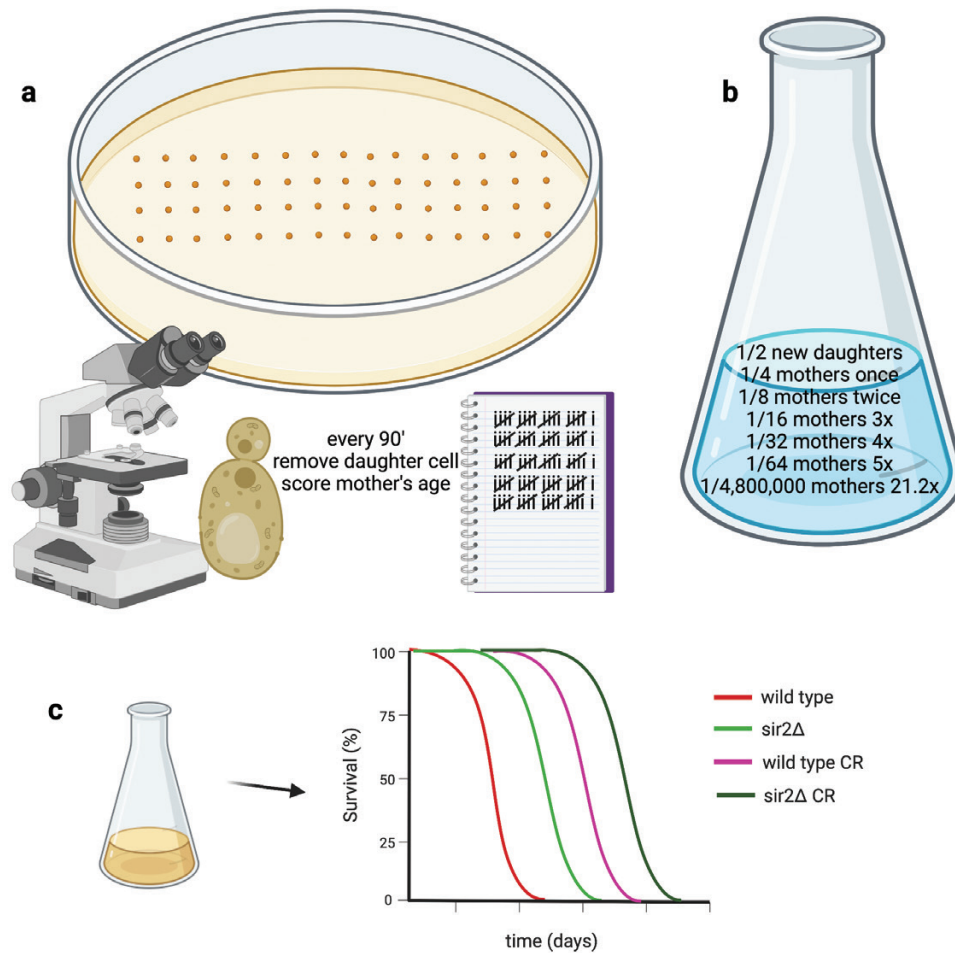 a
b
1/2 new daughters
1/4 mothers once
1/8 mothers twice
1/16 mothers 3x
1/32 mothers 4x
1/64 mothers 5x
1/4,800,000 mothers 21.2x
every 90'
remove daughter cell
score mother's age
c
Survival (%)
100
75
50
25
0
time (days)
wild type
sir2Δ
wild type CR
sir2Δ CR